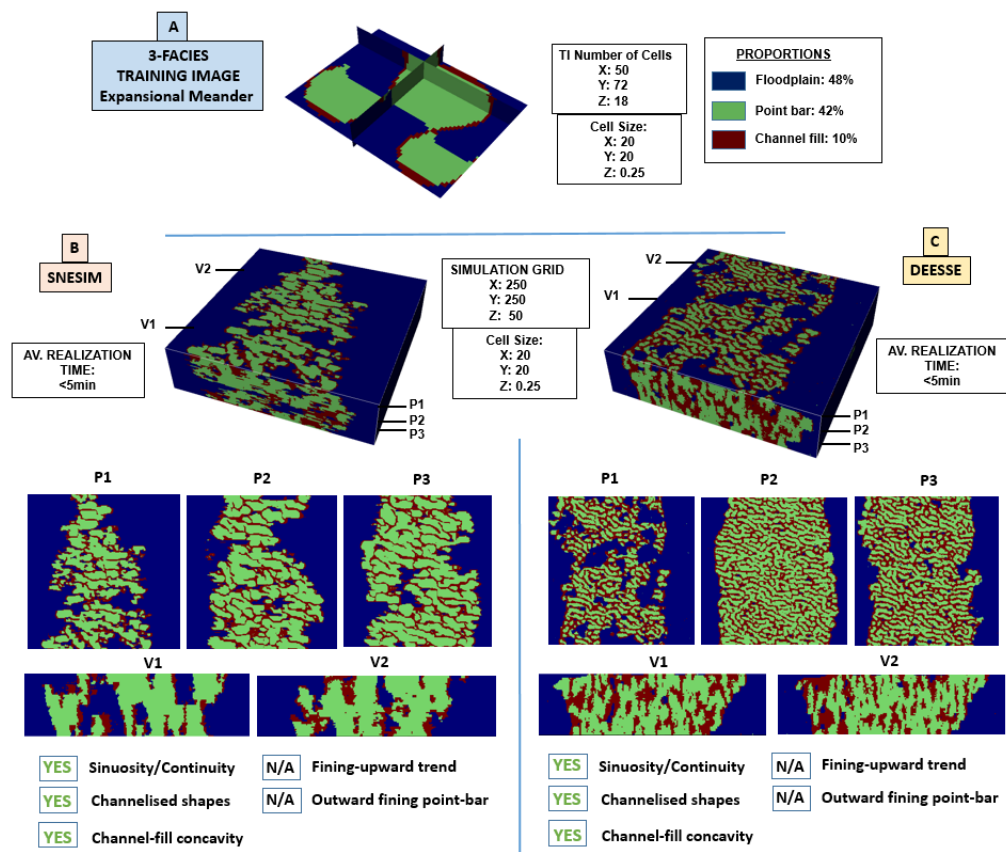 A
3-FACIES
TRAINING IMAGE
Expansional Meander
TI Number of Cells
X: 50
Y: 72
Z: 18
Cell Size:
X: 20
Y: 20
Z: 0.25
PROPORTIONS
Floodplain: 48%
Point bar: 42%
Channel fill: 10%
B
SNESIM
V2
V1
AV. REALIZATION
TIME:
<5min
P1
P2
P3
SIMULATION GRID
X: 250
Y: 250
Z: 50
Cell Size:
X: 20
Y: 20
Z: 0.25
C
DEESSE
V2
V1
AV. REALIZATION
TIME:
<5min
P1
P2
P3
P1 P2 P3
V1 V2
YES Sinuosity/Continuity
N/A Fining-upward trend
YES Channelised shapes
N/A Outward fining point-bar
YES Channel-fill concavity
P1 P2 P3
V1 V2
YES Sinuosity/Continuity
N/A Fining-upward trend
YES Channelised shapes
N/A Outward fining point-bar
YES Channel-fill concavity